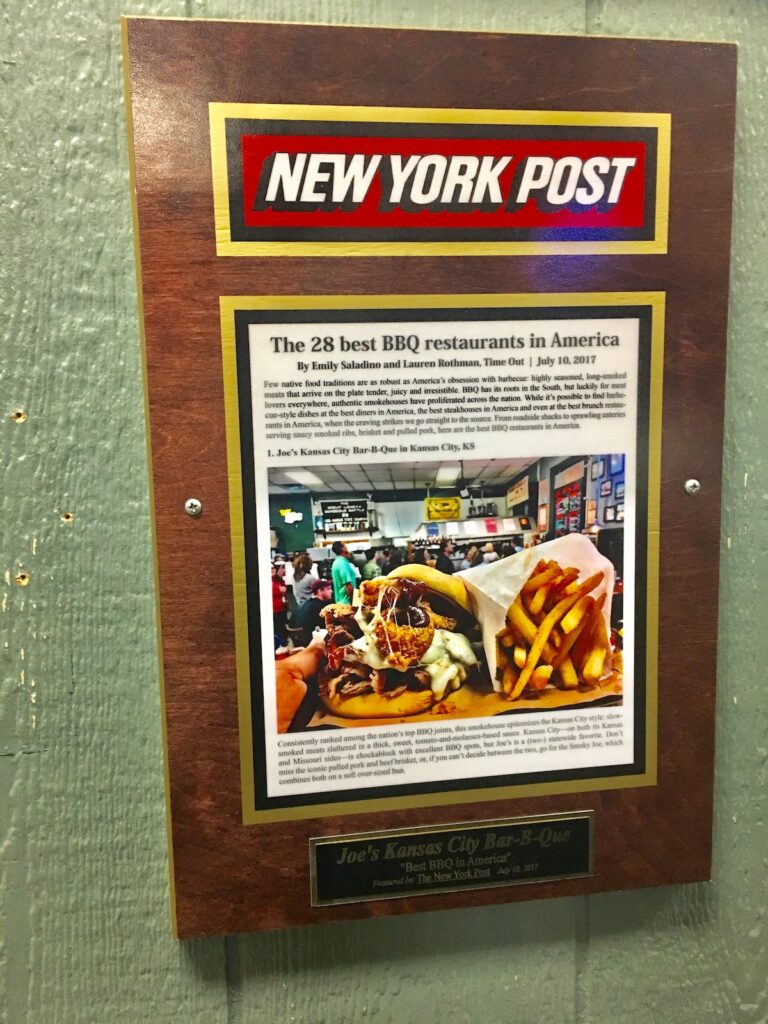 NEW YORK POST
The 28 best BBQ restaurants in America
By Emily Saladino and Lauren Rothman, Time Out | July 10, 2017
Few native food traditions are as robust as America's obsession with barbecue: highly seasoned, long-smoked
meats that arrive on the plate tender, juicy and irresistible. BBQ has its roots in the South, but luckily for meat
lovers everywhere, authentic smokehouses have proliferated across the nation. While it's possible to find barbe-
cue-style dishes at the best diners in America, the best steakhouses in America and even at the best brunch restau-
rants in America, when the craving strikes we go straight to the source. From roadside shacks to sprawling eateries
serving saucy smoked ribs, brisket and pulled pork, here are the best BBQ restaurants in America.
1. Joe's Kansas City Bar-B-Que in Kansas City, KS
Consistently ranked among the nation's top BBQ joints, this smokehouse epitomizes the Kansas City style: slow-
smoked meats slathered in a thick, sweet, tomato-and-molasses-based sauce. Kansas City—on both its Kansas
and Missouri sides—is chockablock with excellent BBQ spots, but Joe's is a (two-) statewide favorite. Don't
miss the iconic pulled pork and beef brisket, or, if you can't decide between the two, go for the Smoky Joe, which
combines both on a soft over-sized bun.
Joe's Kansas City Bar-B-Que
"Best BBQ in America"
Featured In: The New York Post July 10, 2017